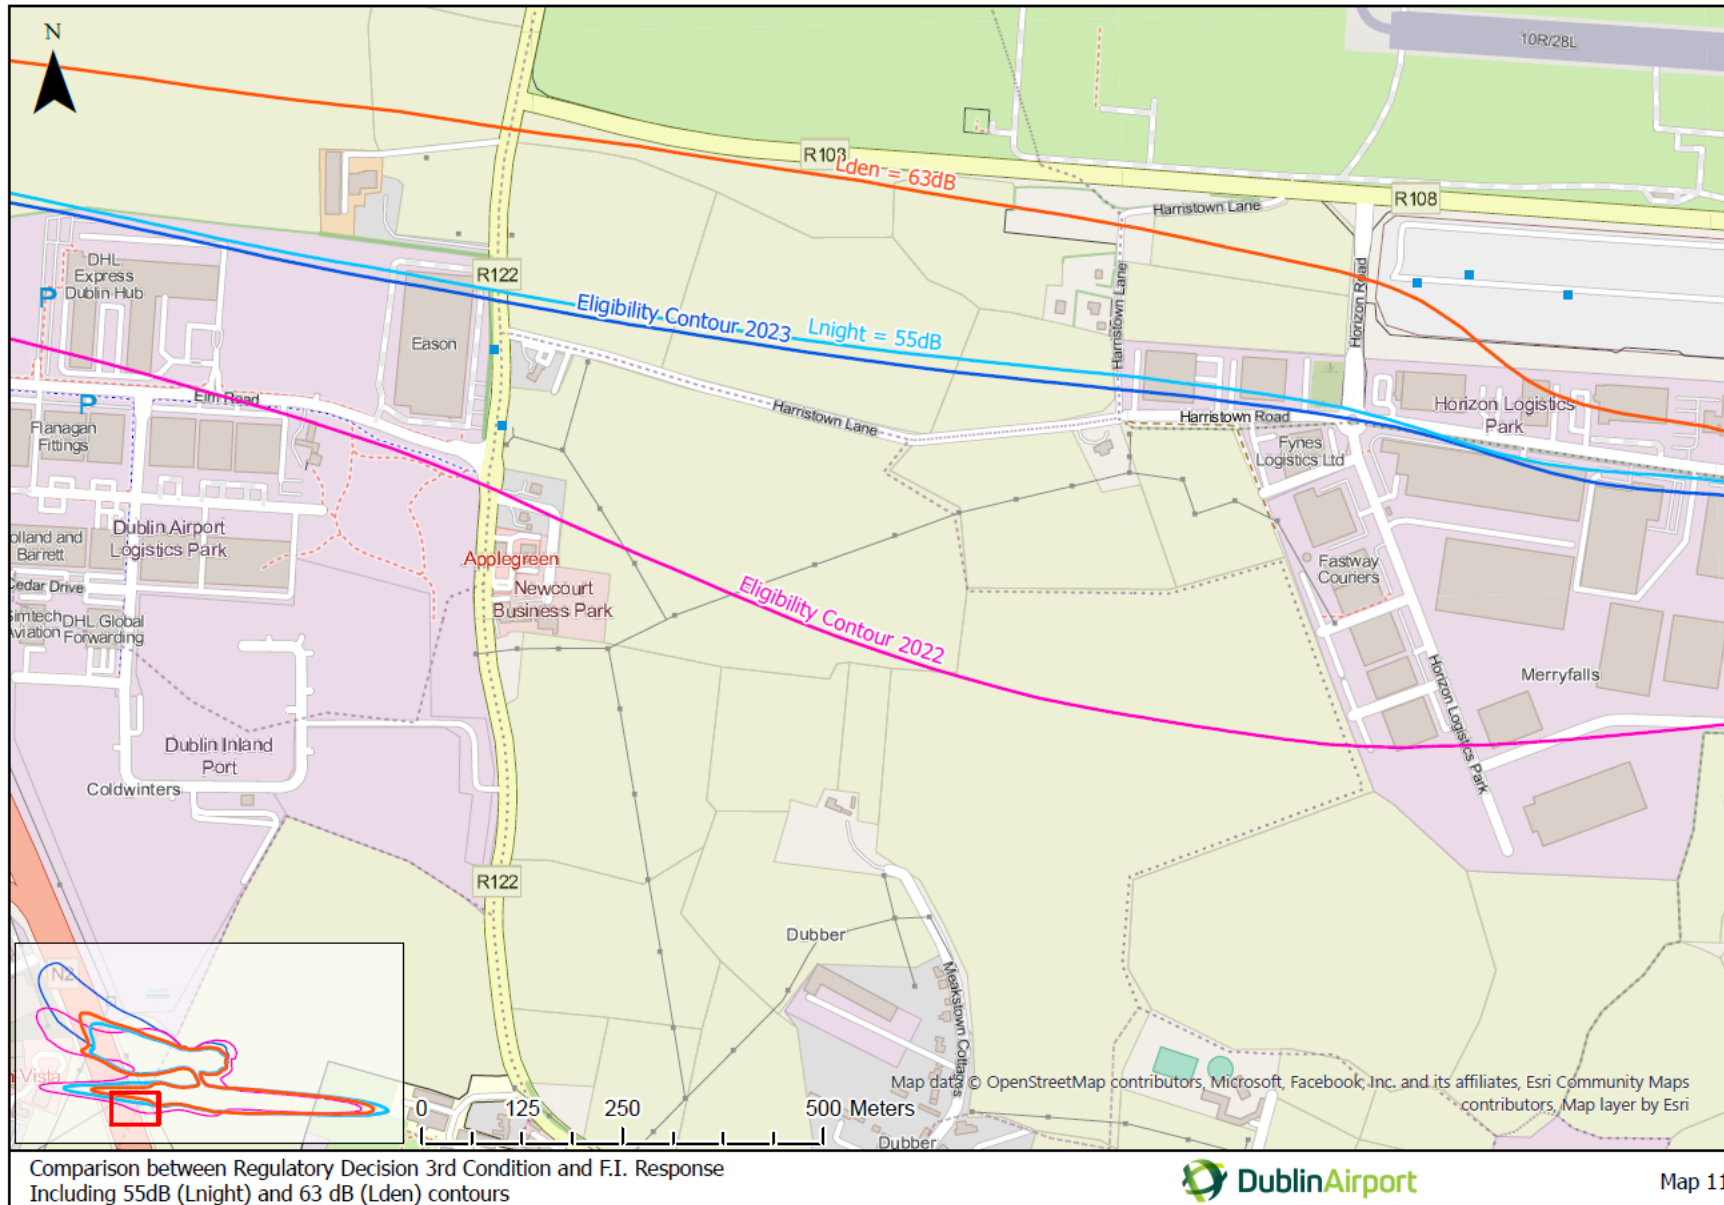 N
10R/28L
R103
Lden = 63dB
R108
Harristown Lane
DHL
Express
Dublin Hub
P
R122
Eligibility Contour 2023
Lnight = 55dB
Harristown Lane
Horizon Road
Eason
Elm Road
P
Flanagan
Fittings
Harristown Lane
Harristown Road
Horizon Logistics
Park
Fynes
Logistics Ltd
Dublin Airport
Logistics Park
olland and
Barrett
Applegreen
Newcourt
Business Park
Eligibility Contour 2022
Fastway
Couriers
Cedar Drive
Simtech
Aviation
DHL Global
Forwarding
Horizon Logistics Park
Merryfalls
Dublin Inland
Port
Coldwinters
R122
Dubber
Meakstown Cottages
N2
Vista
0 125 250 500 Meters
Dubber
Map data © OpenStreetMap contributors, Microsoft, Facebook, Inc. and its affiliates, Esri Community Maps
contributors, Map layer by Esri
Comparison between Regulatory Decision 3rd Condition and F.I. Response
Including 55dB (Lnight) and 63 dB (Lden) contours
DublinAirport
Map 11